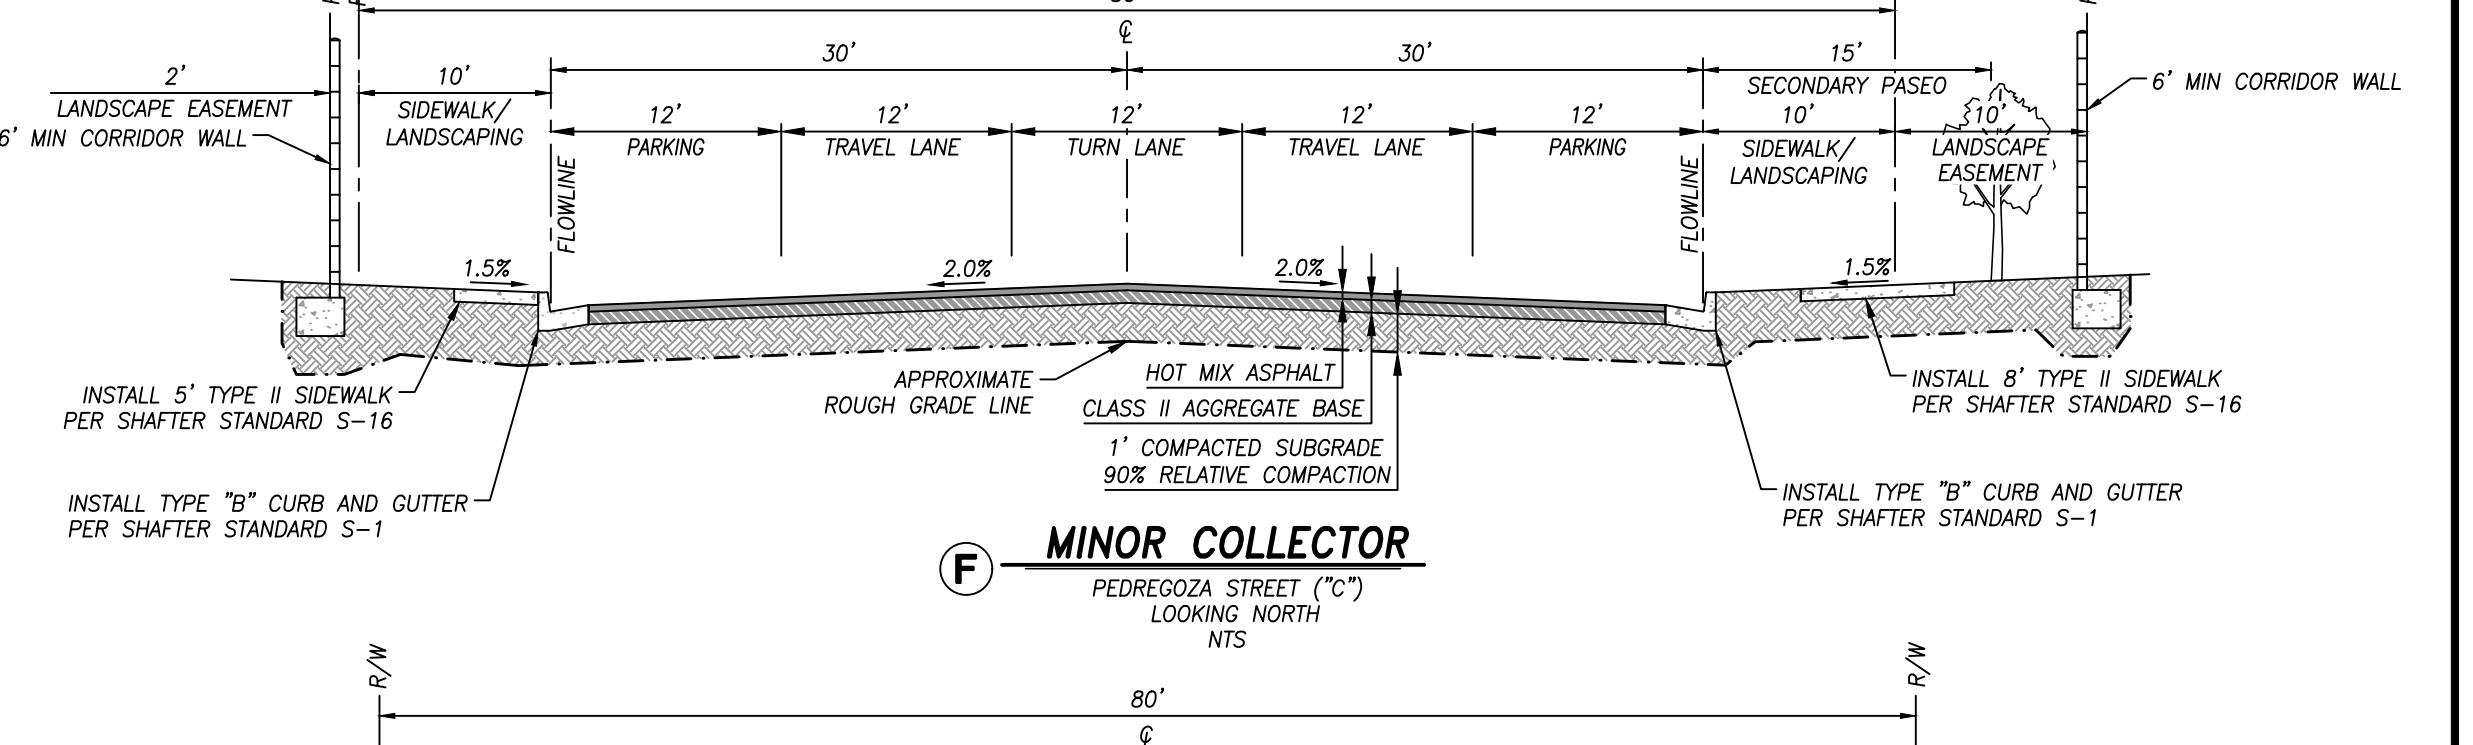 ℄
30'
30'
15'
SECONDARY PASEO
2'
LANDSCAPE EASEMENT
6' MIN CORRIDOR WALL
10'
SIDEWALK/
LANDSCAPING
12'
PARKING
12'
TRAVEL LANE
12'
TURN LANE
12'
TRAVEL LANE
12'
PARKING
10'
SIDEWALK/
LANDSCAPING
10'
LANDSCAPE
EASEMENT
6' MIN CORRIDOR WALL
FLOWLINE
FLOWLINE
1.5%
2.0%
2.0%
1.5%
INSTALL 5' TYPE II SIDEWALK
PER SHAFTER STANDARD S-16
APPROXIMATE
ROUGH GRADE LINE
HOT MIX ASPHALT
CLASS II AGGREGATE BASE
1' COMPACTED SUBGRADE
90% RELATIVE COMPACTION
INSTALL 8' TYPE II SIDEWALK
PER SHAFTER STANDARD S-16
INSTALL TYPE "B" CURB AND GUTTER
PER SHAFTER STANDARD S-1
INSTALL TYPE "B" CURB AND GUTTER
PER SHAFTER STANDARD S-1
F
MINOR COLLECTOR
PEDREGOZA STREET ("C")
LOOKING NORTH
NTS
R/W
R/W
80'
℄